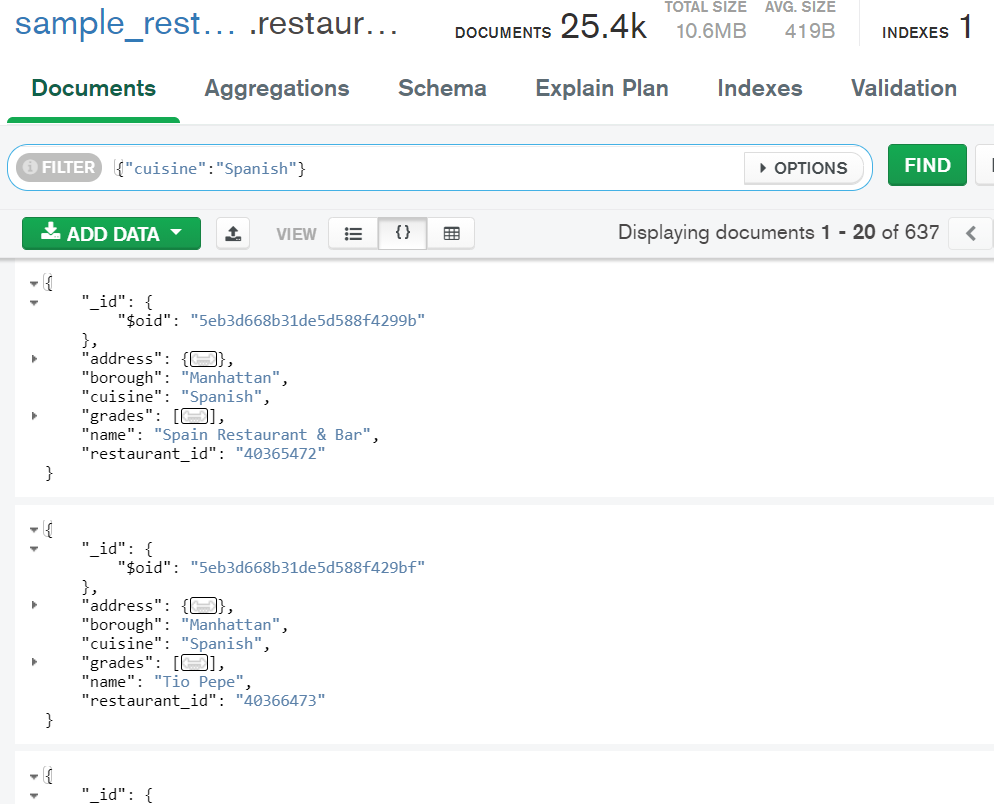 sample_rest... .restaur...
DOCUMENTS 25.4k TOTAL SIZE 10.6MB AVG. SIZE 419B INDEXES 1
Documents Aggregations Schema Explain Plan Indexes Validation
FILTER {"cuisine":"Spanish"} OPTIONS FIND
ADD DATA VIEW {} Displaying documents 1 - 20 of 637
{
"_id": {
"$oid": "5eb3d668b31de5d588f4299b"
},
"address": {},
"borough": "Manhattan",
"cuisine": "Spanish",
"grades": [],
"name": "Spain Restaurant & Bar",
"restaurant_id": "40365472"
}
{
"_id": {
"$oid": "5eb3d668b31de5d588f429bf"
},
"address": {},
"borough": "Manhattan",
"cuisine": "Spanish",
"grades": [],
"name": "Tio Pepe",
"restaurant_id": "40366473"
}
{
"_id": {